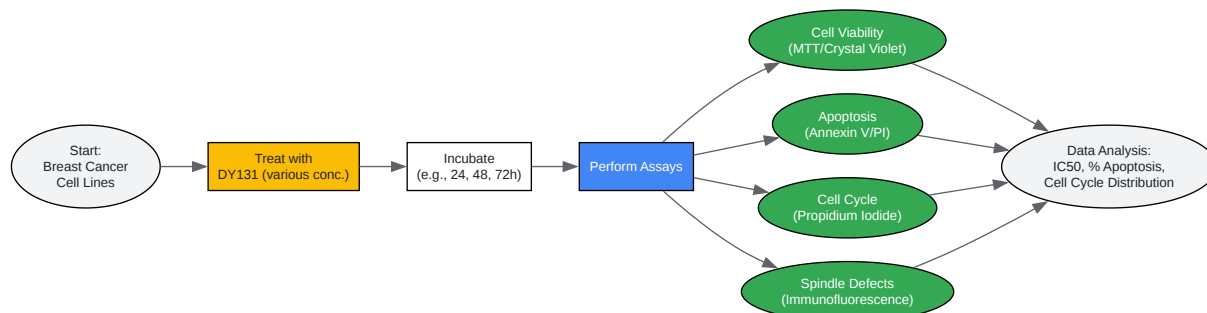 Start:
Breast Cancer
Cell Lines
Treat with
DY131 (various conc.)
Incubate
(e.g., 24, 48, 72h)
Perform Assays
Cell Viability
(MTT/Crystal Violet)
Apoptosis
(Annexin V/PI)
Cell Cycle
(Propidium Iodide)
Spindle Defects
(Immunofluorescence)
Data Analysis:
IC50, % Apoptosis,
Cell Cycle Distribution